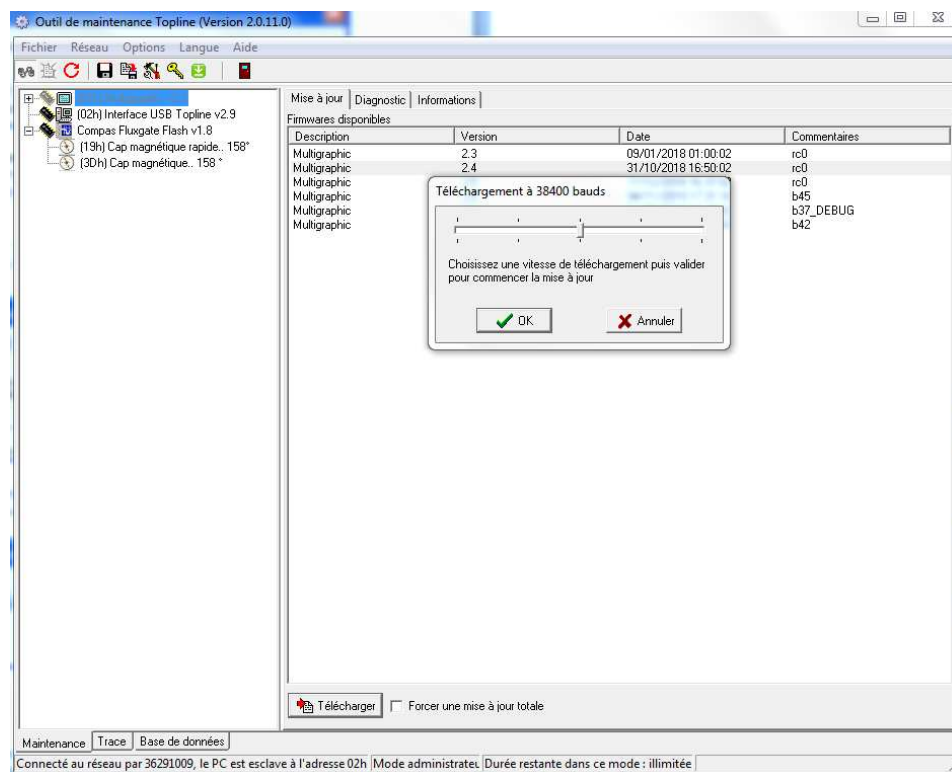 Outil de maintenance Topline (Version 2.0.11.0)
Fichier Réseau Options Langue Aide
(02h) Interface USB Topline v2.9
Compas Fluxgate Flash v1.8
(19h) Cap magnétique rapide.. 158°
(3Dh) Cap magnétique.. 158 °
Mise à jour Diagnostic Informations
Firmwares disponibles
Description Version Date Commentaires
Multigraphic 2.3 09/01/2018 01:00:02 rc0
Multigraphic 2.4 31/10/2018 16:50:02 rc0
Multigraphic rc0
Multigraphic b45
Multigraphic b37_DEBUG
Multigraphic b42
Téléchargement à 38400 bauds
Choisissez une vitesse de téléchargement puis valider
pour commencer la mise à jour
OK Annuler
Télécharger Forcer une mise à jour totale
Maintenance Trace Base de données
Connecté au réseau par 36291009, le PC est esclave à l'adresse 02h Mode administrateu Durée restante dans ce mode : illimitée